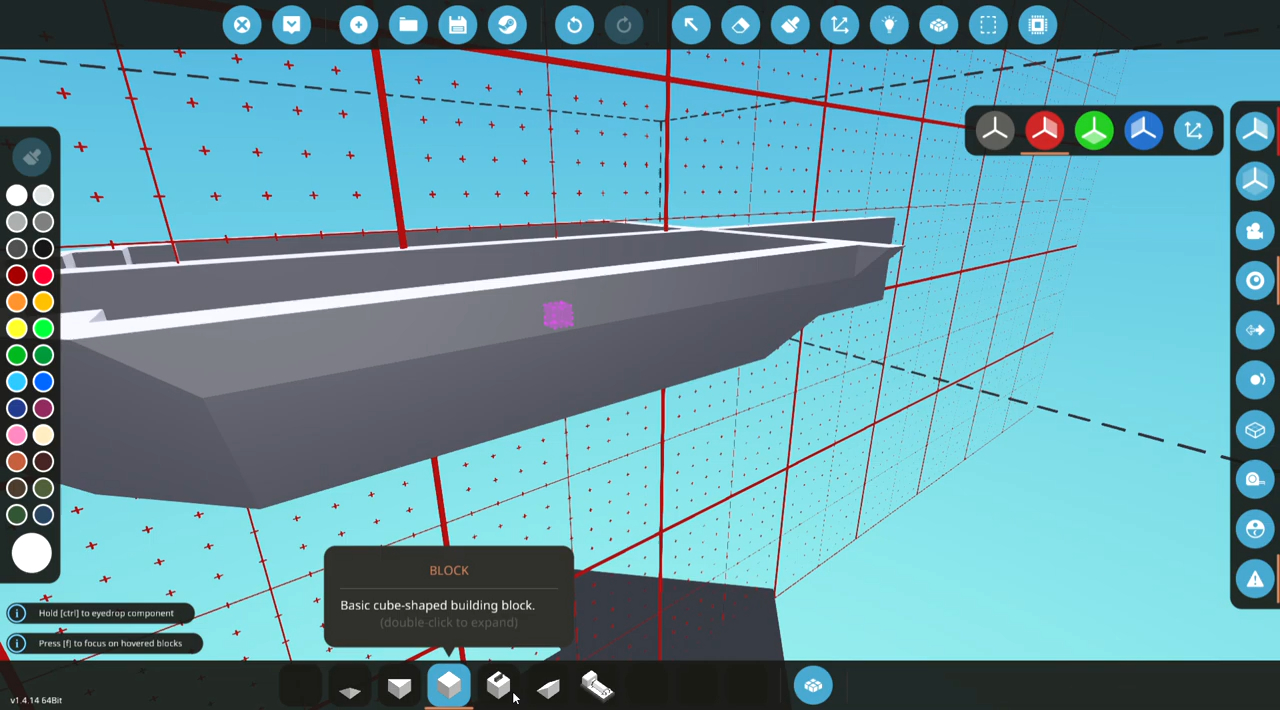 Hold [ctrl] to eyedrop component
BLOCK
Basic cube-shaped building block.
(double-click to expand)
Press [f] to focus on hovered blocks
v1.4.14 64Bit